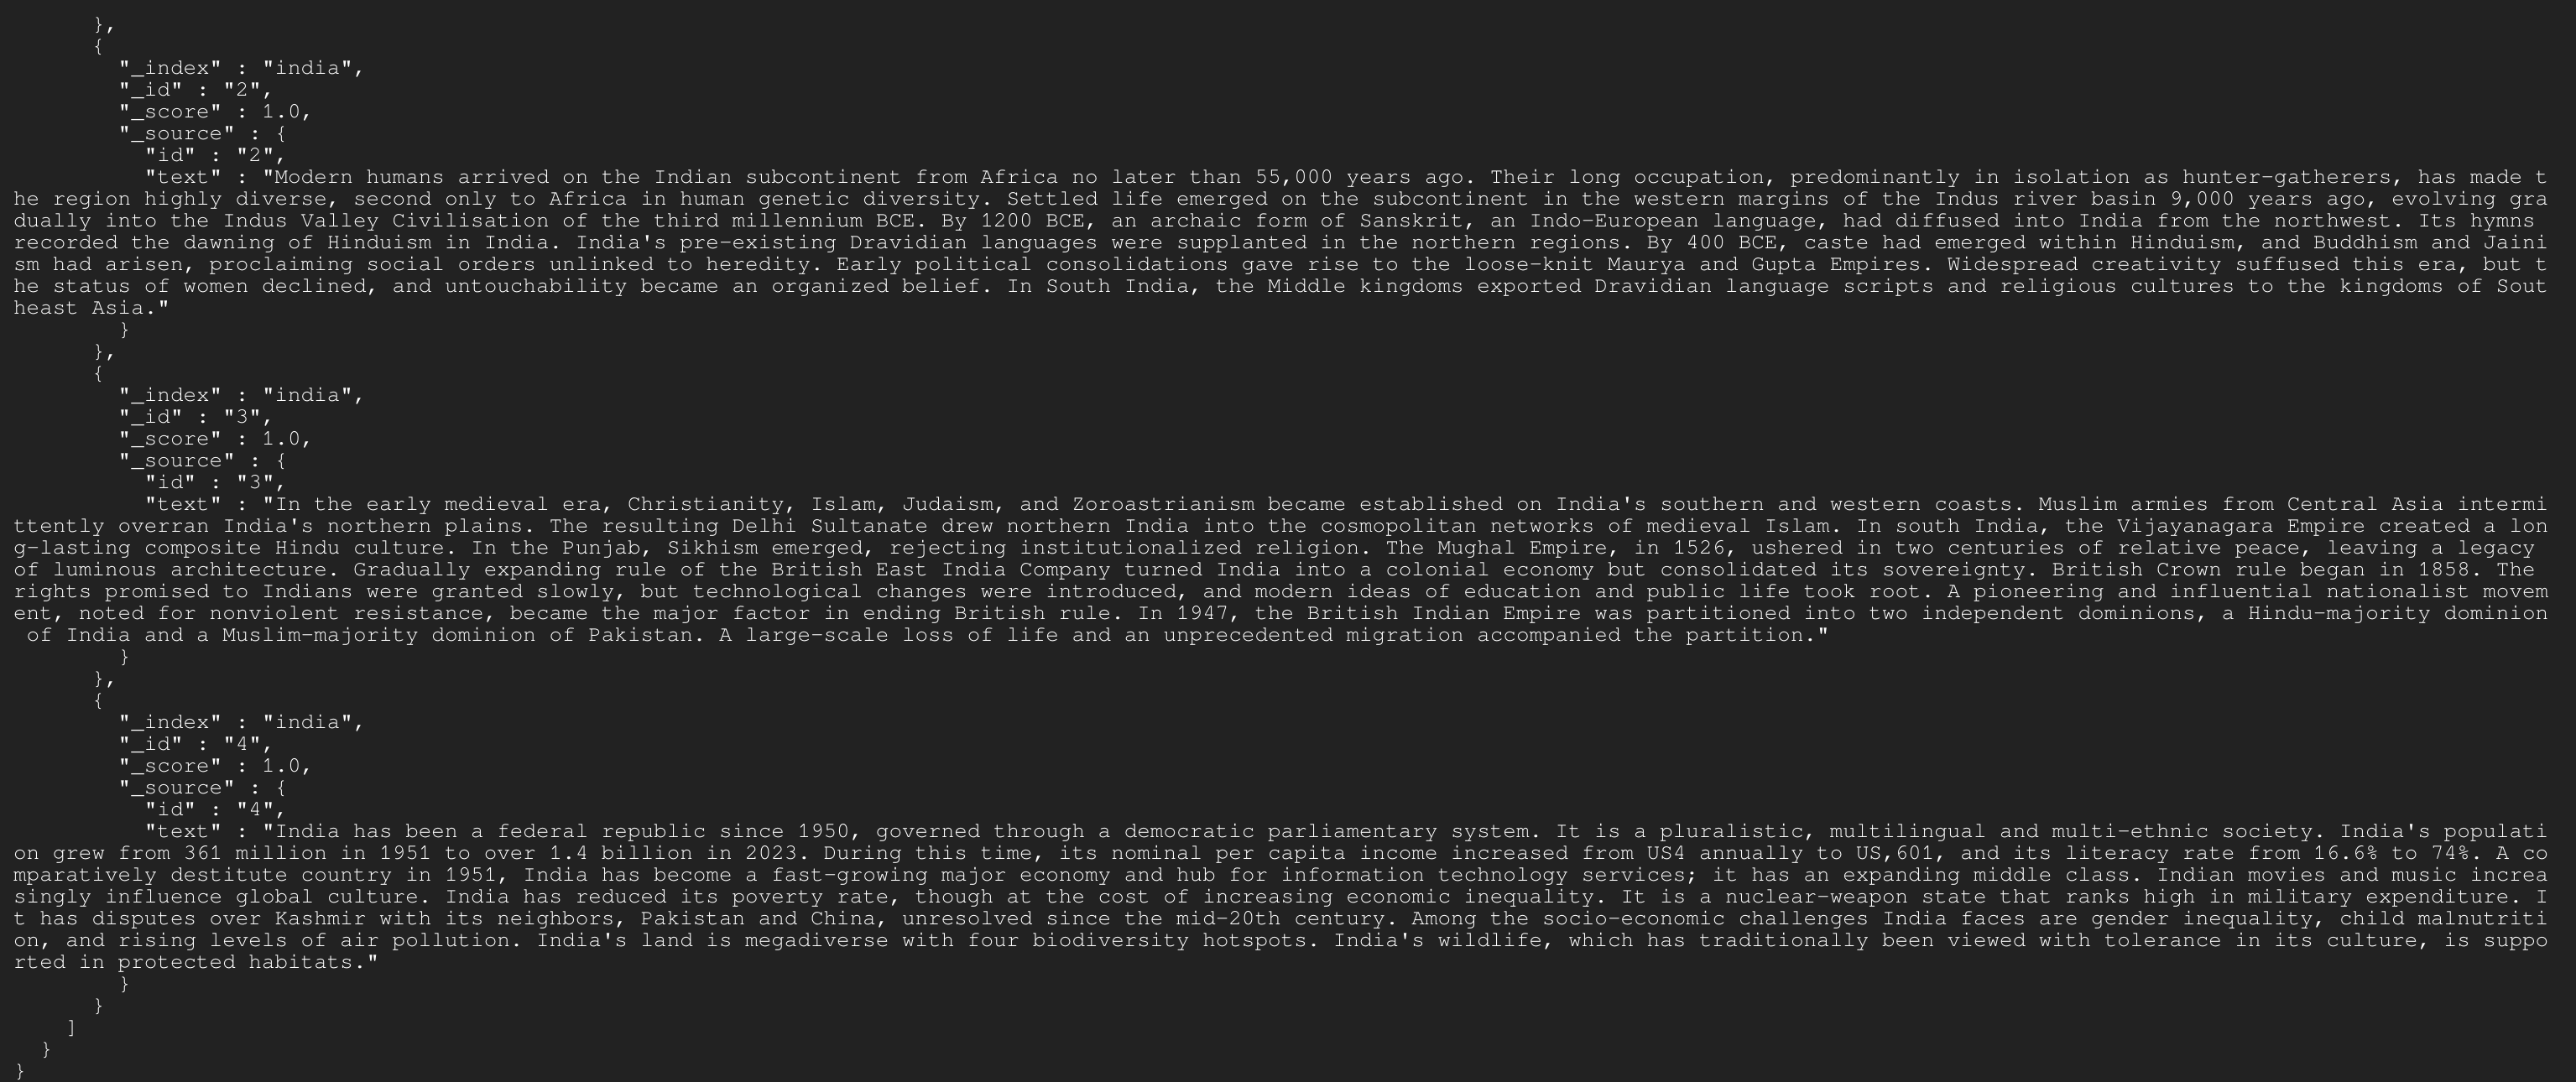 },
{
"_index" : "india",
"_id" : "2",
"_score" : 1.0,
"_source" : {
"id" : "2",
"text" : "Modern humans arrived on the Indian subcontinent from Africa no later than 55,000 years ago. Their long occupation, predominantly in isolation as hunter-gatherers, has made t
he region highly diverse, second only to Africa in human genetic diversity. Settled life emerged on the subcontinent in the western margins of the Indus river basin 9,000 years ago, evolving gra
dually into the Indus Valley Civilisation of the third millennium BCE. By 1200 BCE, an archaic form of Sanskrit, an Indo-European language, had diffused into India from the northwest. Its hymns
recorded the dawning of Hinduism in India. India's pre-existing Dravidian languages were supplanted in the northern regions. By 400 BCE, caste had emerged within Hinduism, and Buddhism and Jaini
sm had arisen, proclaiming social orders unlinked to heredity. Early political consolidations gave rise to the loose-knit Maurya and Gupta Empires. Widespread creativity suffused this era, but t
he status of women declined, and untouchability became an organized belief. In South India, the Middle kingdoms exported Dravidian language scripts and religious cultures to the kingdoms of Sout
heast Asia."
}
},
{
"_index" : "india",
"_id" : "3",
"_score" : 1.0,
"_source" : {
"id" : "3",
"text" : "In the early medieval era, Christianity, Islam, Judaism, and Zoroastrianism became established on India's southern and western coasts. Muslim armies from Central Asia intermi
ttently overran India's northern plains. The resulting Delhi Sultanate drew northern India into the cosmopolitan networks of medieval Islam. In south India, the Vijayanagara Empire created a lon
g-lasting composite Hindu culture. In the Punjab, Sikhism emerged, rejecting institutionalized religion. The Mughal Empire, in 1526, ushered in two centuries of relative peace, leaving a legacy
of luminous architecture. Gradually expanding rule of the British East India Company turned India into a colonial economy but consolidated its sovereignty. British Crown rule began in 1858. The
rights promised to Indians were granted slowly, but technological changes were introduced, and modern ideas of education and public life took root. A pioneering and influential nationalist movem
ent, noted for nonviolent resistance, became the major factor in ending British rule. In 1947, the British Indian Empire was partitioned into two independent dominions, a Hindu-majority dominion
of India and a Muslim-majority dominion of Pakistan. A large-scale loss of life and an unprecedented migration accompanied the partition."
}
},
{
"_index" : "india",
"_id" : "4",
"_score" : 1.0,
"_source" : {
"id" : "4",
"text" : "India has been a federal republic since 1950, governed through a democratic parliamentary system. It is a pluralistic, multilingual and multi-ethnic society. India's populati
on grew from 361 million in 1951 to over 1.4 billion in 2023. During this time, its nominal per capita income increased from US4 annually to US,601, and its literacy rate from 16.6% to 74%. A co
mparatively destitute country in 1951, India has become a fast-growing major economy and hub for information technology services; it has an expanding middle class. Indian movies and music increa
singly influence global culture. India has reduced its poverty rate, though at the cost of increasing economic inequality. It is a nuclear-weapon state that ranks high in military expenditure. I
t has disputes over Kashmir with its neighbors, Pakistan and China, unresolved since the mid-20th century. Among the socio-economic challenges India faces are gender inequality, child malnutriti
on, and rising levels of air pollution. India's land is megadiverse with four biodiversity hotspots. India's wildlife, which has traditionally been viewed with tolerance in its culture, is suppo
rted in protected habitats."
}
}
]
}
}